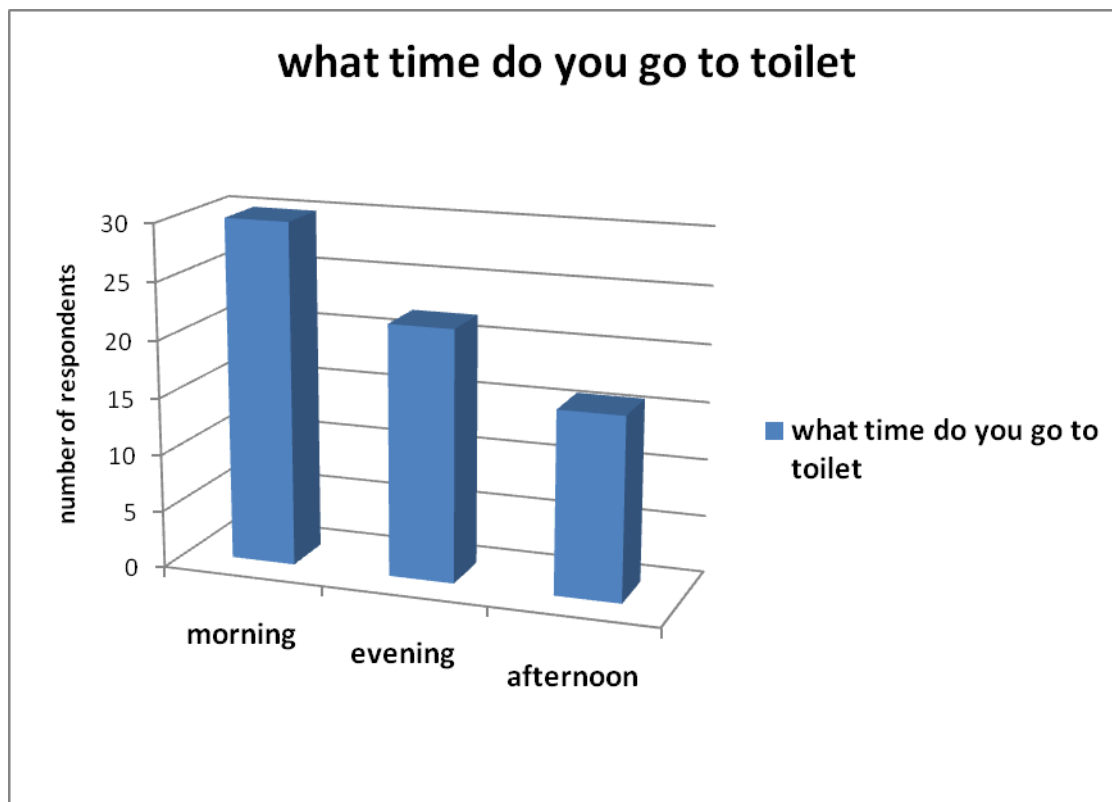 what time do you go to toilet
number of respondents
30
25
20
15
10
5
0
morning
evening
afternoon
what time do you go to
toilet